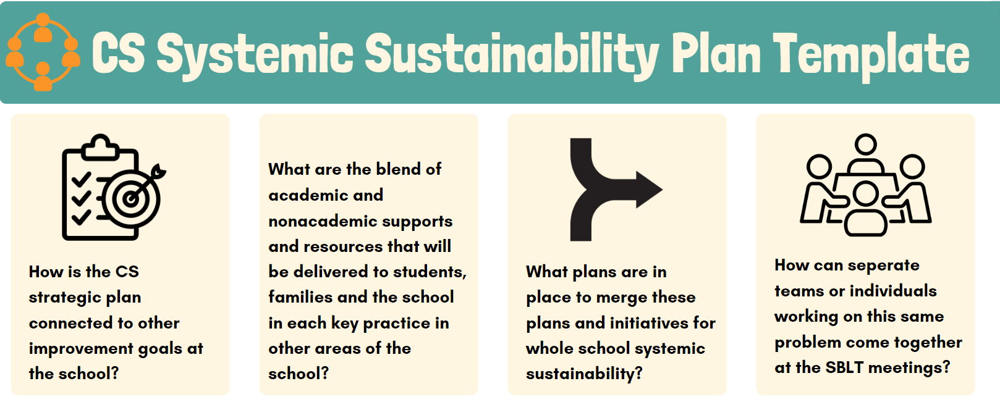 CS Systemic Sustainability Plan Template
How is the CS
strategic plan
connected to other
improvement goals at
the school?
What are the blend of
academic and
nonacademic supports
and resources that will
be delivered to students,
families and the school
in each key practice in
other areas of the
school?
What plans are in
place to merge these
plans and initiatives for
whole school systemic
sustainability?
How can seperate
teams or individuals
working on this same
problem come together
at the SBLT meetings?